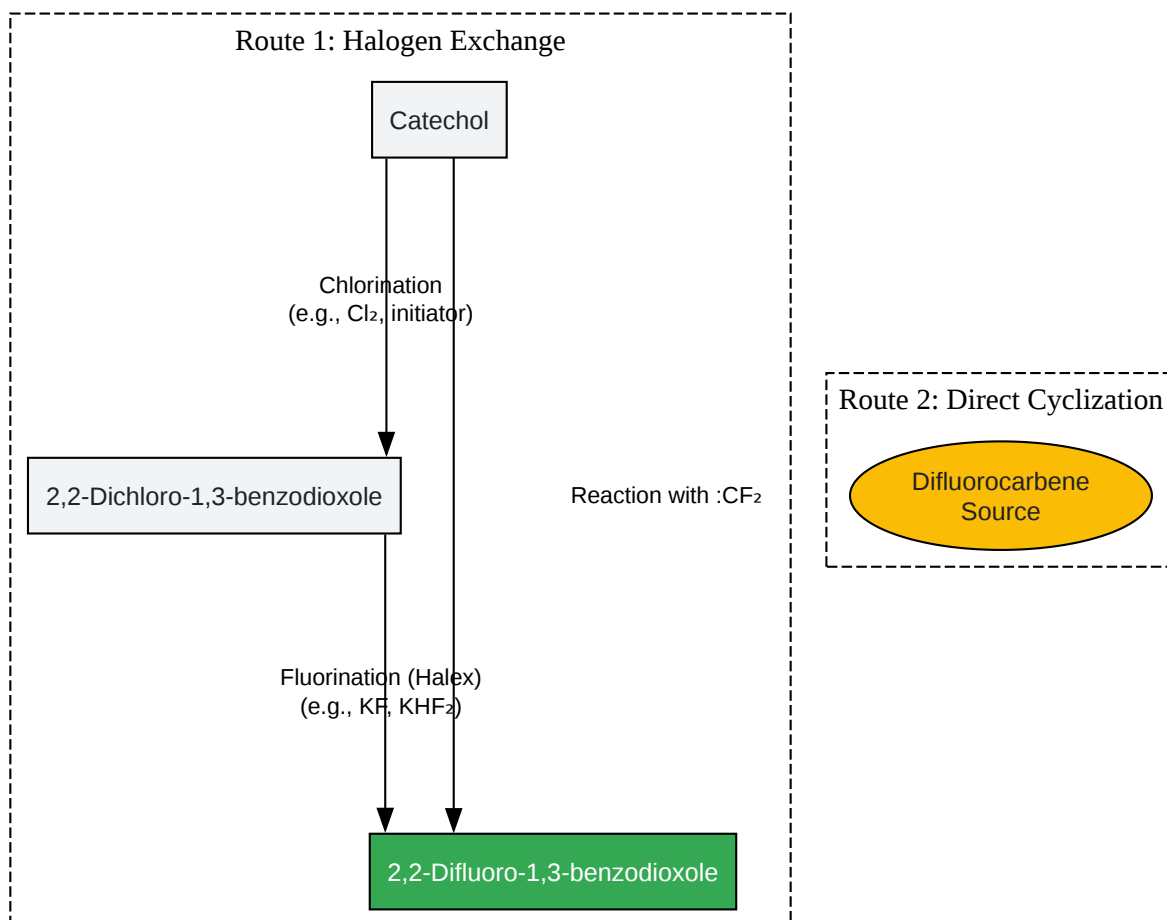 Route 1: Halogen Exchange
Catechol
Chlorination
(e.g., Cl₂, initiator)
2,2-Dichloro-1,3-benzodioxole
Reaction with :CF₂
Fluorination (Halex)
(e.g., KF, KHF₂)
2,2-Difluoro-1,3-benzodioxole
Route 2: Direct Cyclization
Difluorocarbene
Source